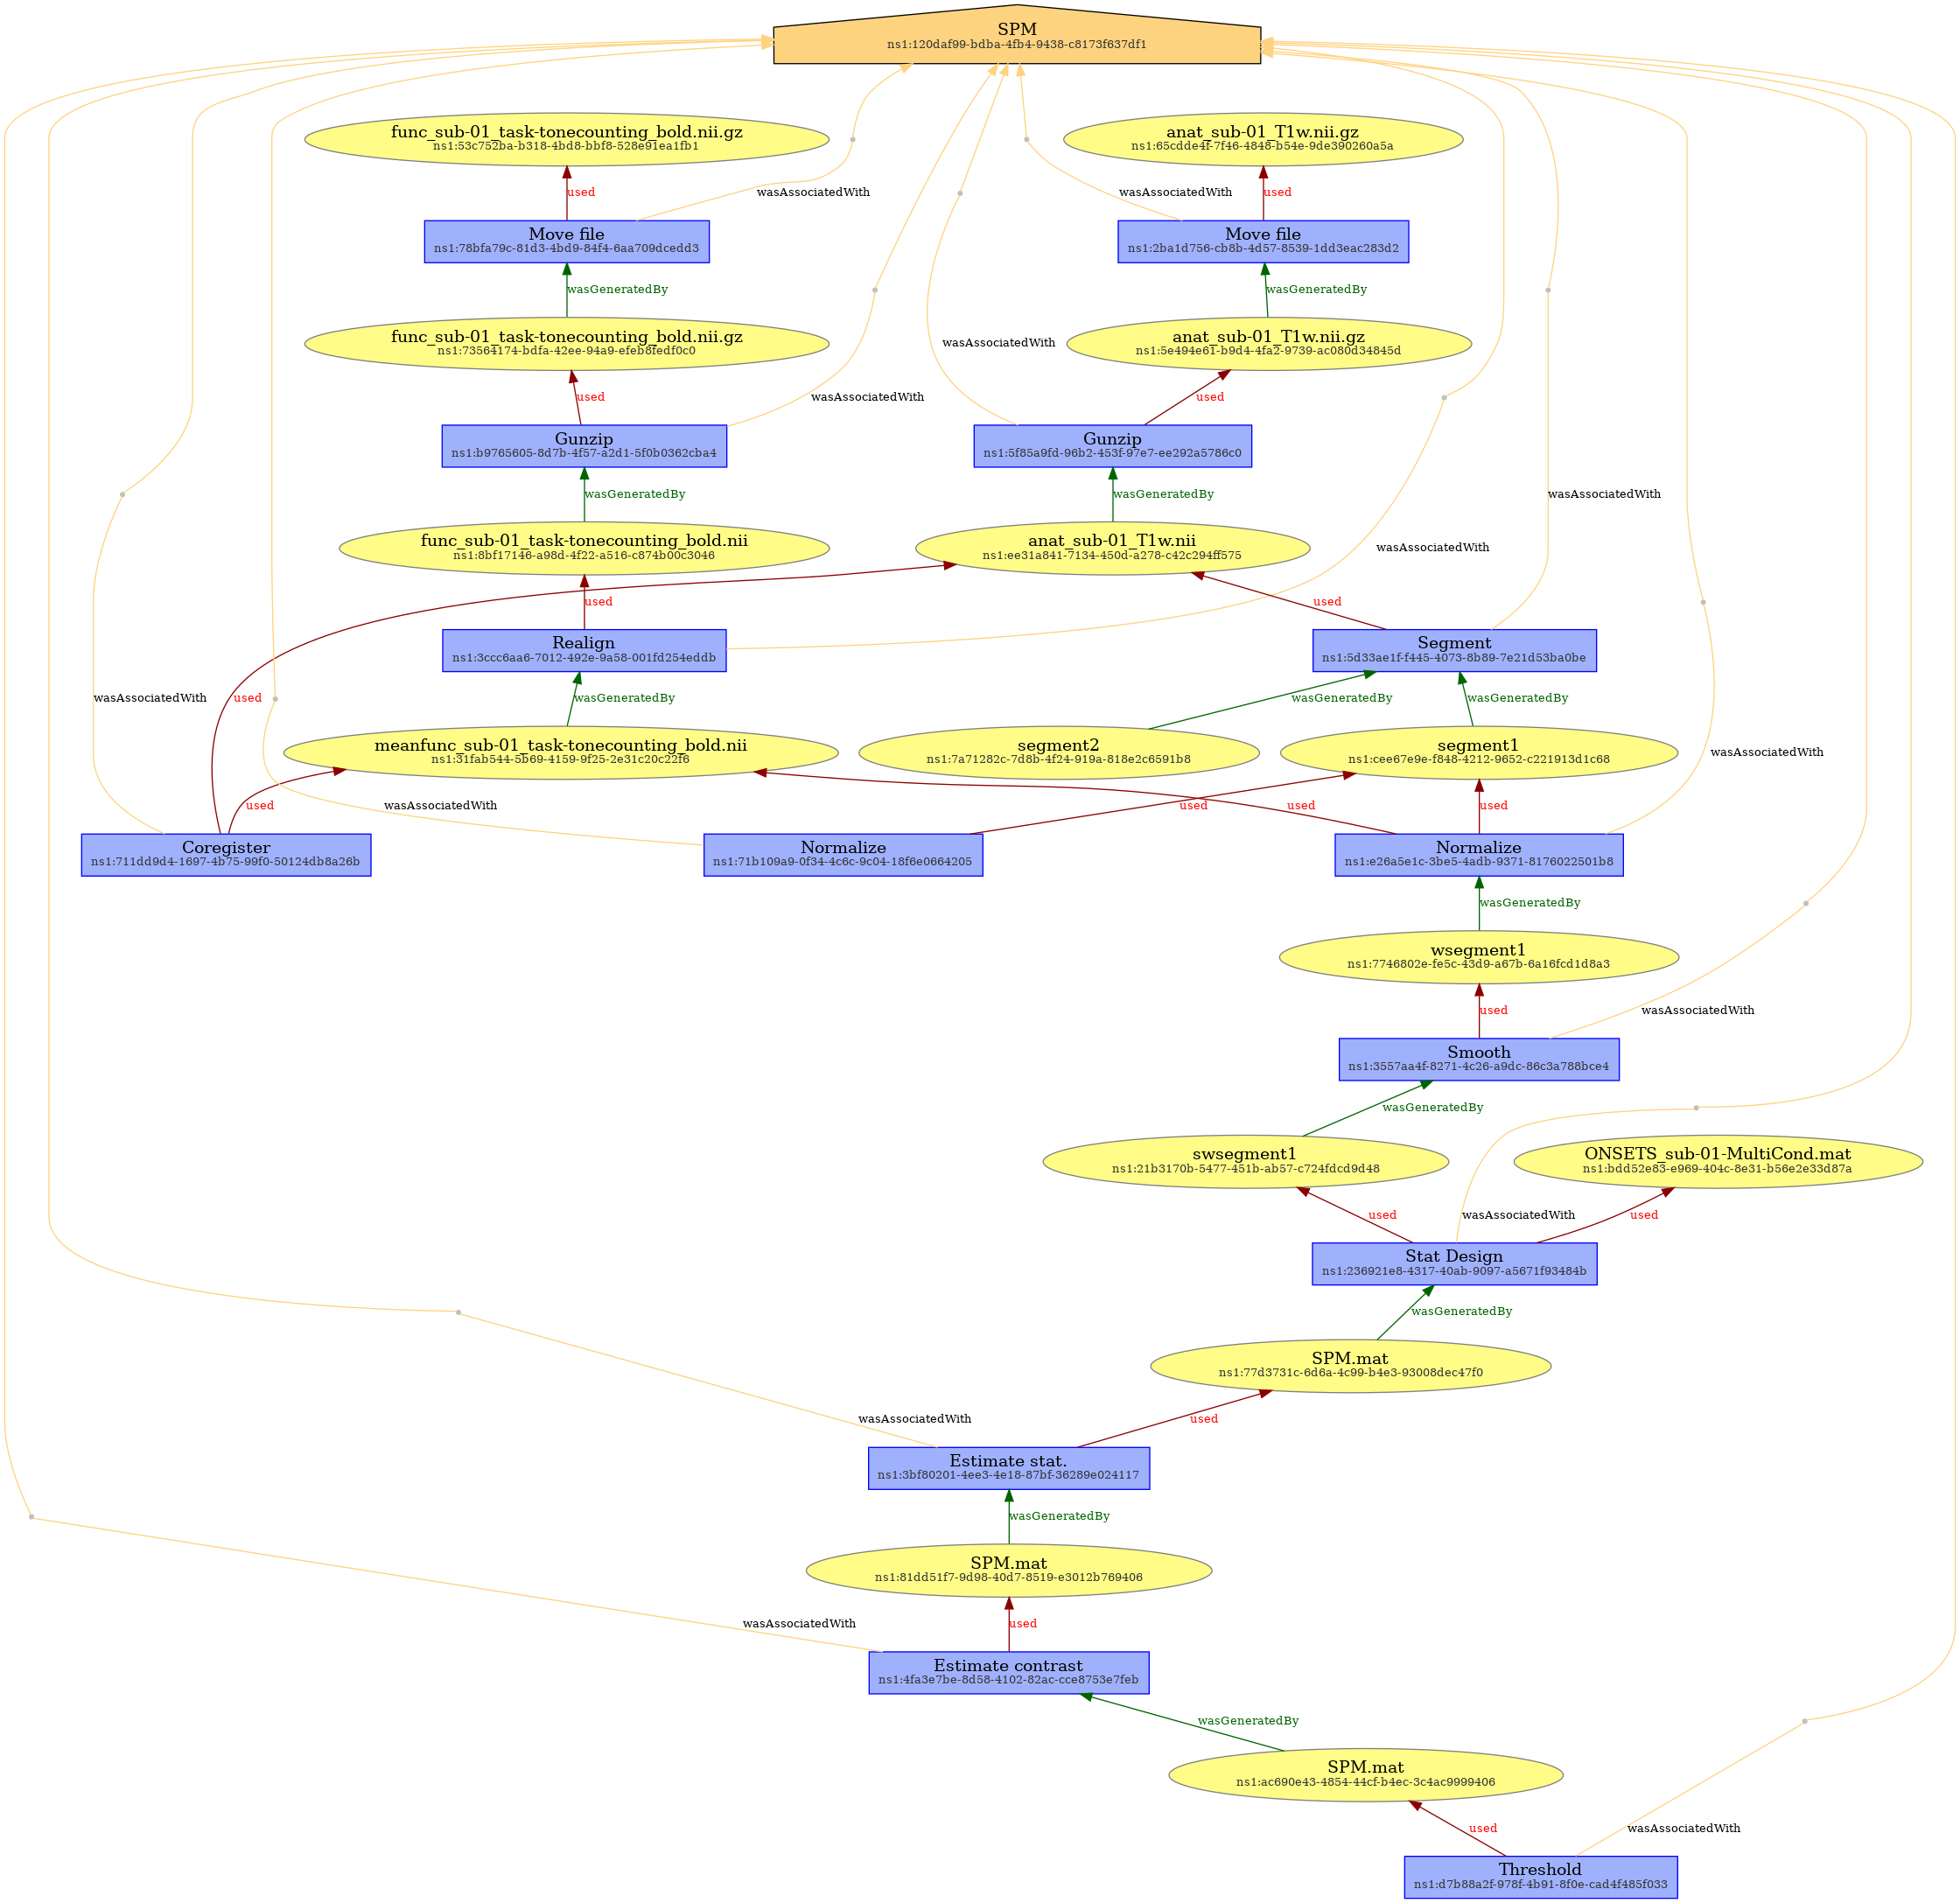 SPM
ns1:120daf99-bdba-4fb4-9438-c8173f637df1
func_sub-01_task-tonecounting_bold.nii.gz
ns1:53c752ba-b318-4bd8-bbf8-528e91ea1fb1
anat_sub-01_T1w.nii.gz
ns1:65cdde4f-7f46-4848-b54e-9de390260a5a
used
wasAssociatedWith
wasAssociatedWith
used
Move file
ns1:78bfa79c-81d3-4bd9-84f4-6aa709dcedd3
Move file
ns1:2ba1d756-cb8b-4d57-8539-1dd3eac283d2
wasGeneratedBy
wasGeneratedBy
func_sub-01_task-tonecounting_bold.nii.gz
ns1:73564174-bdfa-42ee-94a9-efeb8fedf0c0
wasAssociatedWith
anat_sub-01_T1w.nii.gz
ns1:5e494e61-b9d4-4fa2-9739-ac080d34845d
used
wasAssociatedWith
used
Gunzip
ns1:b9765605-8d7b-4f57-a2d1-5f0b0362cba4
Gunzip
ns1:5f85a9fd-96b2-453f-97e7-ee292a5786c0
wasGeneratedBy
wasGeneratedBy
wasAssociatedWith
func_sub-01_task-tonecounting_bold.nii
ns1:8bf17146-a98d-4f22-a516-c874b00c3046
anat_sub-01_T1w.nii
ns1:ee31a841-7134-450d-a278-c42c294ff575
wasAssociatedWith
used
used
Realign
ns1:3ccc6aa6-7012-492e-9a58-001fd254eddb
Segment
ns1:5d33ae1f-f445-4073-8b89-7e21d53ba0be
wasAssociatedWith
used
wasGeneratedBy
wasGeneratedBy
wasGeneratedBy
meanfunc_sub-01_task-tonecounting_bold.nii
ns1:31fab544-5b69-4159-9f25-2e31c20c22f6
segment2
ns1:7a71282c-7d8b-4f24-919a-818e2c6591b8
segment1
ns1:cee67e9e-f848-4212-9652-c221913d1c68
wasAssociatedWith
used
wasAssociatedWith
used
used
used
Coregister
ns1:711dd9d4-1697-4b75-99f0-50124db8a26b
Normalize
ns1:71b109a9-0f34-4c6c-9c04-18f6e0664205
Normalize
ns1:e26a5e1c-3be5-4adb-9371-8176022501b8
wasGeneratedBy
wsegment1
ns1:7746802e-fe5c-43d9-a67b-6a16fcd1d8a3
used
wasAssociatedWith
Smooth
ns1:3557aa4f-8271-4c26-a9dc-86c3a788bce4
wasGeneratedBy
swsegment1
ns1:21b3170b-5477-451b-ab57-c724fdcd9d48
ONSETS_sub-01-MultiCond.mat
ns1:bdd52e83-e969-404c-8e31-b56e2e33d87a
used
wasAssociatedWith
used
Stat Design
ns1:236921e8-4317-40ab-9097-a5671f93484b
wasGeneratedBy
SPM.mat
ns1:77d3731c-6d6a-4c99-b4e3-93008dec47f0
wasAssociatedWith
used
Estimate stat.
ns1:3bf80201-4ee3-4e18-87bf-36289e024117
wasGeneratedBy
SPM.mat
ns1:81dd51f7-9d98-40d7-8519-e3012b769406
wasAssociatedWith
used
Estimate contrast
ns1:4fa3e7be-8d58-4102-82ac-cce8753e7feb
wasGeneratedBy
SPM.mat
ns1:ac690e43-4854-44cf-b4ec-3c4ac9999406
used
wasAssociatedWith
Threshold
ns1:d7b88a2f-978f-4b91-8f0e-cad4f485f033